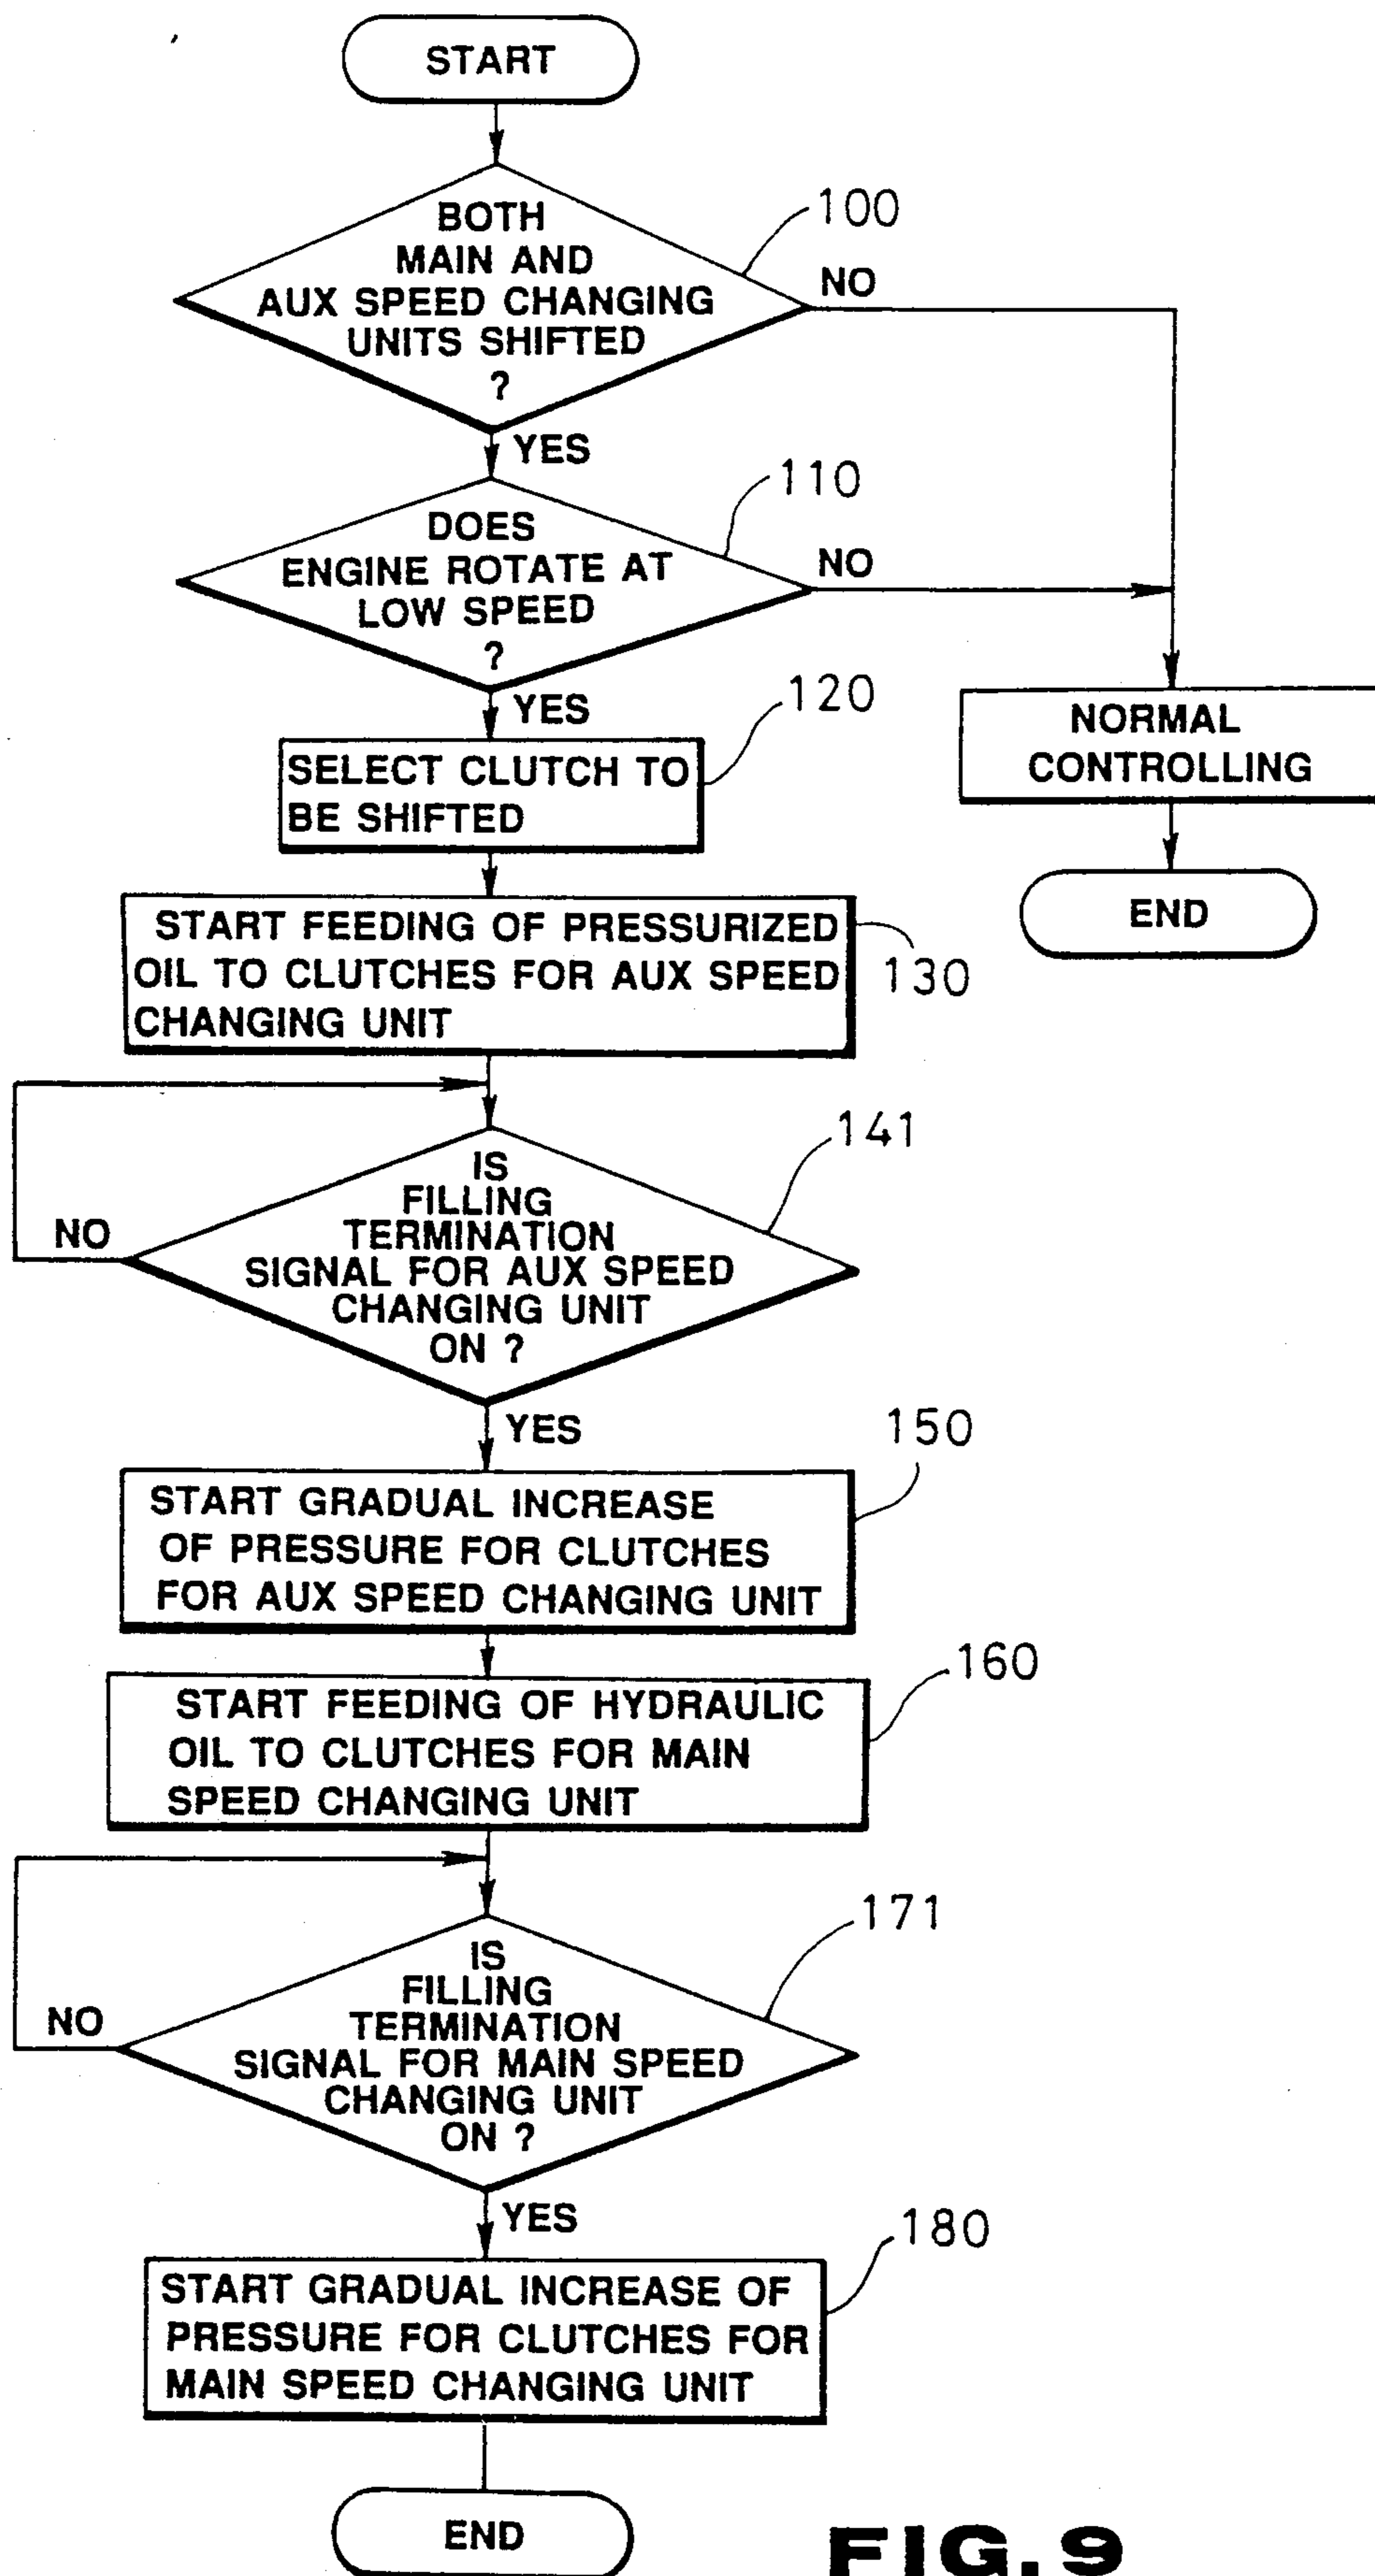 START
BOTH
MAIN AND
AUX SPEED CHANGING
UNITS SHIFTED
?
100
NO
YES
DOES
ENGINE ROTATE AT
LOW SPEED
?
110
NO
YES
NORMAL
CONTROLLING
END
SELECT CLUTCH TO
BE SHIFTED
120
START FEEDING OF PRESSURIZED
OIL TO CLUTCHES FOR AUX SPEED
CHANGING UNIT
130
IS
FILLING
TERMINATION
SIGNAL FOR AUX SPEED
CHANGING UNIT
ON ?
141
NO
YES
START GRADUAL INCREASE
OF PRESSURE FOR CLUTCHES
FOR AUX SPEED CHANGING UNIT
150
START FEEDING OF HYDRAULIC
OIL TO CLUTCHES FOR MAIN
SPEED CHANGING UNIT
160
IS
FILLING
TERMINATION
SIGNAL FOR MAIN SPEED
CHANGING UNIT
ON ?
171
NO
YES
START GRADUAL INCREASE OF
PRESSURE FOR CLUTCHES FOR
MAIN SPEED CHANGING UNIT
180
END
FIG. 9